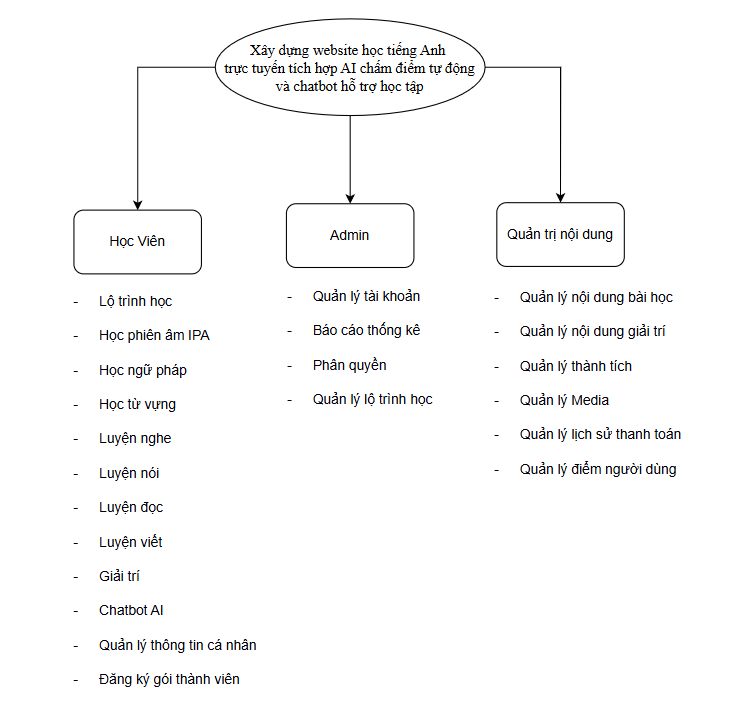 Xây dựng website học tiếng Anh
trực tuyến tích hợp AI chấm điểm tự động
và chatbot hỗ trợ học tập
Học Viên
- Lộ trình học
- Học phiên âm IPA
- Học ngữ pháp
- Học từ vựng
- Luyện nghe
- Luyện nói
- Luyện đọc
- Luyện viết
- Giải trí
- Chatbot AI
- Quản lý thông tin cá nhân
- Đăng ký gói thành viên
Admin
- Quản lý tài khoản
- Báo cáo thống kê
- Phân quyền
- Quản lý lộ trình học
Quản trị nội dung
- Quản lý nội dung bài học
- Quản lý nội dung giải trí
- Quản lý thành tích
- Quản lý Media
- Quản lý lịch sử thanh toán
- Quản lý điểm người dùng